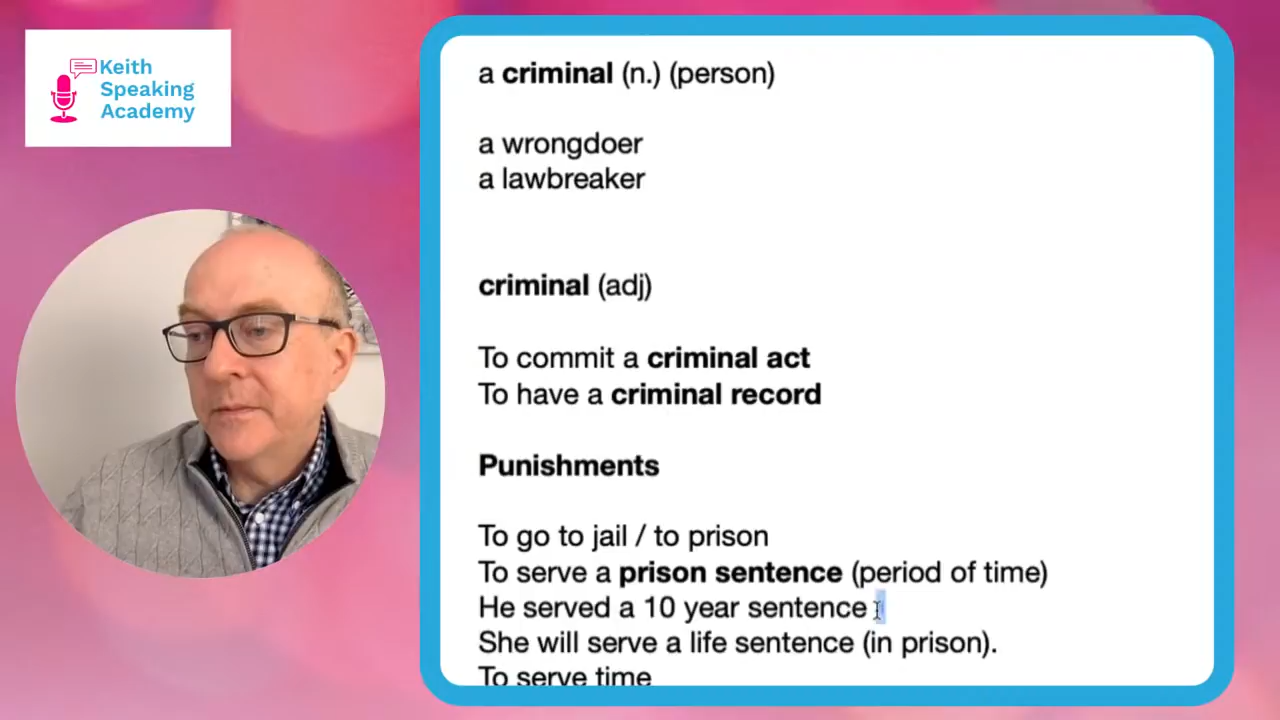 Keith
Speaking
Academy
a criminal (n.) (person)
a wrongdoer
a lawbreaker
criminal (adj)
To commit a criminal act
To have a criminal record
Punishments
To go to jail / to prison
To serve a prison sentence (period of time)
He served a 10 year sentence
She will serve a life sentence (in prison).
To serve time